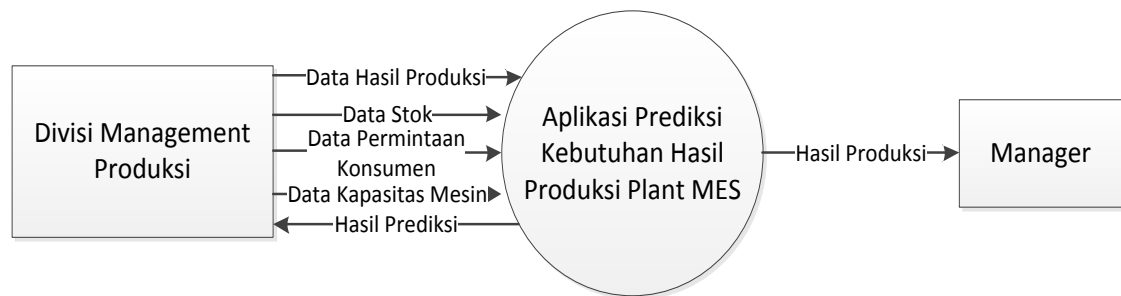 Divisi Management
Produksi
Data Hasil Produksi
Data Stok
Data Permintaan
Konsumen
Data Kapasitas Mesin
Hasil Prediksi
Aplikasi Prediksi
Kebutuhan Hasil
Produksi Plant MES
Hasil Produksi
Manager